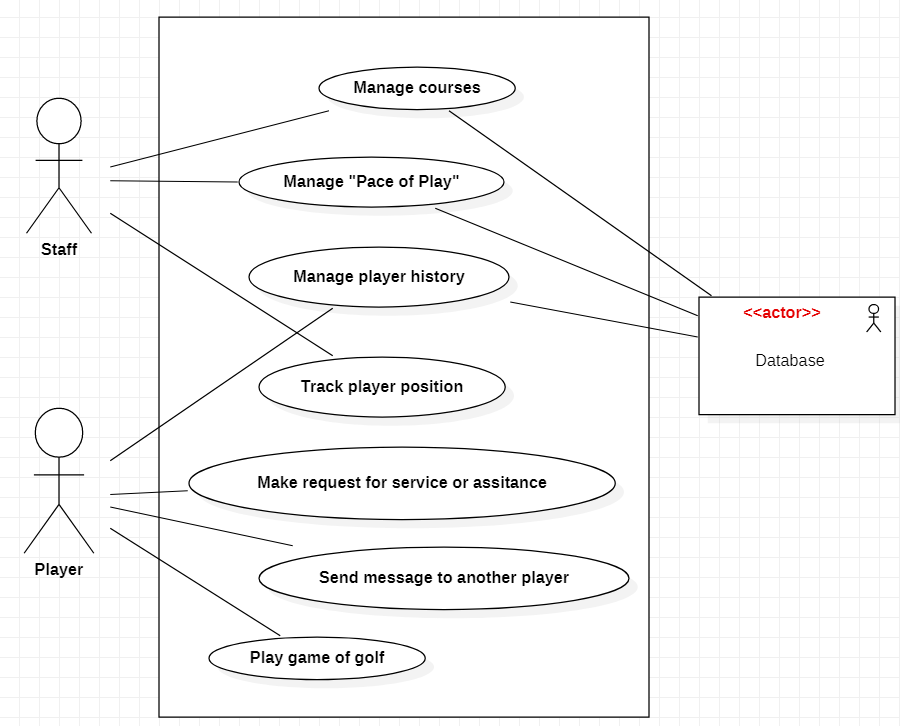 Manage courses
Manage "Pace of Play"
Staff
Manage player history
<<actor>>
Database
Track player position
Make request for service or assitance
Player
Send message to another player
Play game of golf